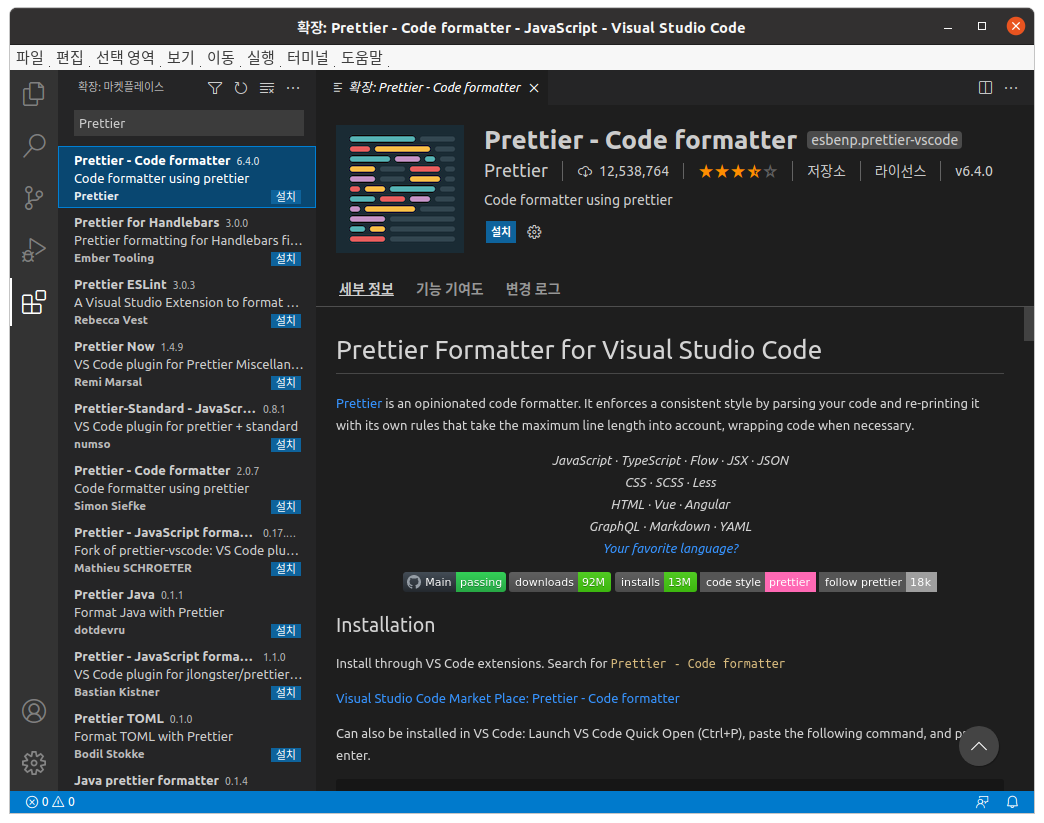 확장: Prettier - Code formatter - JavaScript - Visual Studio Code
파일 편집 선택 영역 보기 이동 실행 터미널 도움말
확장: 마켓플레이스
Prettier
Prettier - Code formatter 6.4.0
Code formatter using prettier
Prettier 설치
Prettier for Handlebars 3.0.0
Prettier formatting for Handlebars fi...
Ember Tooling 설치
Prettier ESLint 3.0.3
A Visual Studio Extension to format ...
Rebecca Vest 설치
Prettier Now 1.4.9
VS Code plugin for Prettier Miscellan...
Remi Marsal 설치
Prettier-Standard - JavaScr... 0.8.1
VS Code plugin for prettier + standard
numso 설치
Prettier - Code formatter 2.0.7
Code formatter using prettier
Simon Siefke 설치
Prettier - JavaScript forma... 0.17....
Fork of prettier-vscode: VS Code plu...
Mathieu SCHROETER 설치
Prettier Java 0.1.1
Format Java with Prettier
dotdevru 설치
Prettier - JavaScript forma... 1.1.0
VS Code plugin for jlongster/prettier...
Bastian Kistner 설치
Prettier TOML 0.1.0
Format TOML with Prettier
Bodil Stokke 설치
Java prettier formatter 0.1.4
확장: Prettier - Code formatter
Prettier - Code formatter esbenp.prettier-vscode
Prettier 12,538,764 ★★★★☆ 저장소 라이선스 v6.4.0
Code formatter using prettier
설치
세부 정보 기능 기여도 변경 로그
Prettier Formatter for Visual Studio Code
Prettier is an opinionated code formatter. It enforces a consistent style by parsing your code and re-printing it
with its own rules that take the maximum line length into account, wrapping code when necessary.
JavaScript · TypeScript · Flow · JSX · JSON
CSS · SCSS · Less
HTML · Vue · Angular
GraphQL · Markdown · YAML
Your favorite language?
Main passing downloads 92M installs 13M code style prettier follow prettier 18k
Installation
Install through VS Code extensions. Search for Prettier - Code formatter
Visual Studio Code Market Place: Prettier - Code formatter
Can also be installed in VS Code: Launch VS Code Quick Open (Ctrl+P), paste the following command, and
enter.
0 0